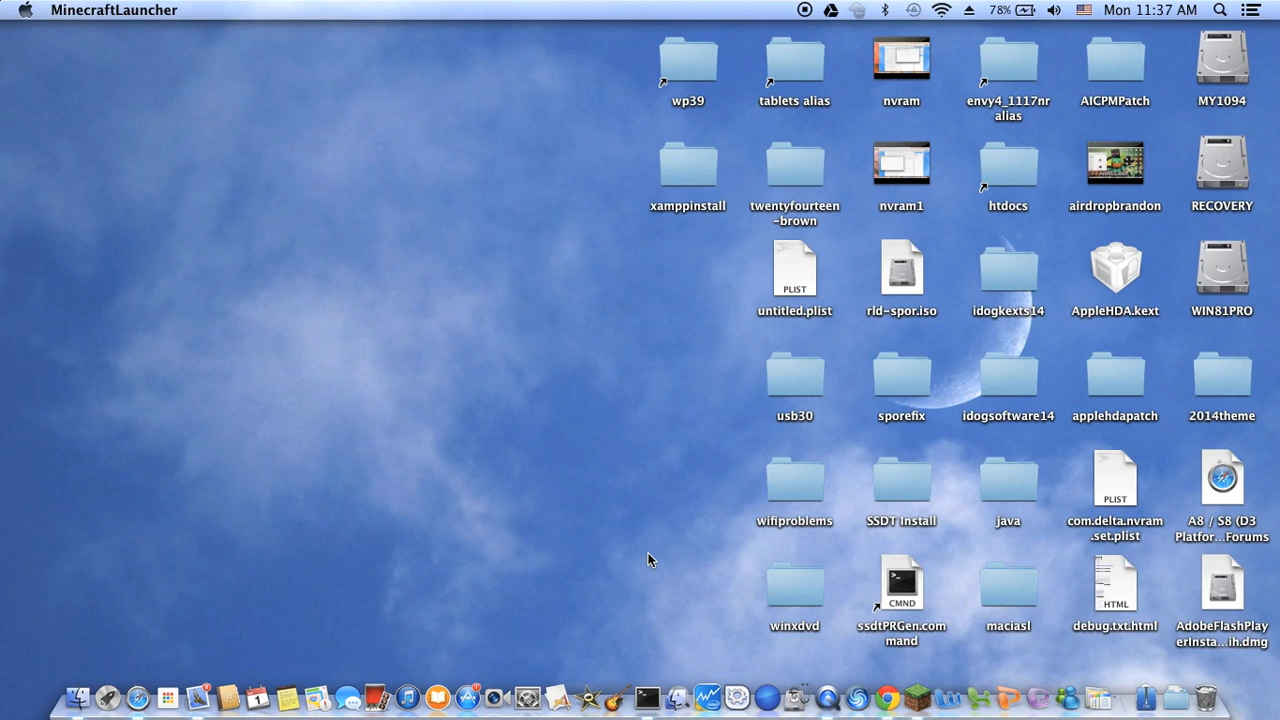 MinecraftLauncher
78%
Mon 11:37 AM
wp39
tablets alias
nvram
envy4_1117nr
alias
AICPMPatch
MY1094
xamppinstall
twentyfourteen
-brown
nvram1
htdocs
airdropbrandon
RECOVERY
PLIST
untitled.plist
rld-spor.iso
idogkexts14
AppleHDA.kext
WIN81PRO
usb30
sporefix
idogsoftware14
applehdapatch
2014theme
wifiproblems
SSDT Install
java
PLIST
com.delta.nvram
.set.plist
A8 / S8 (D3
Platfor...Forums
winxdvd
CMND
ssdtPRGen.com
mand
maciasl
HTML
debug.txt.html
AdobeFlashPlay
erInsta...ih.dmg
1